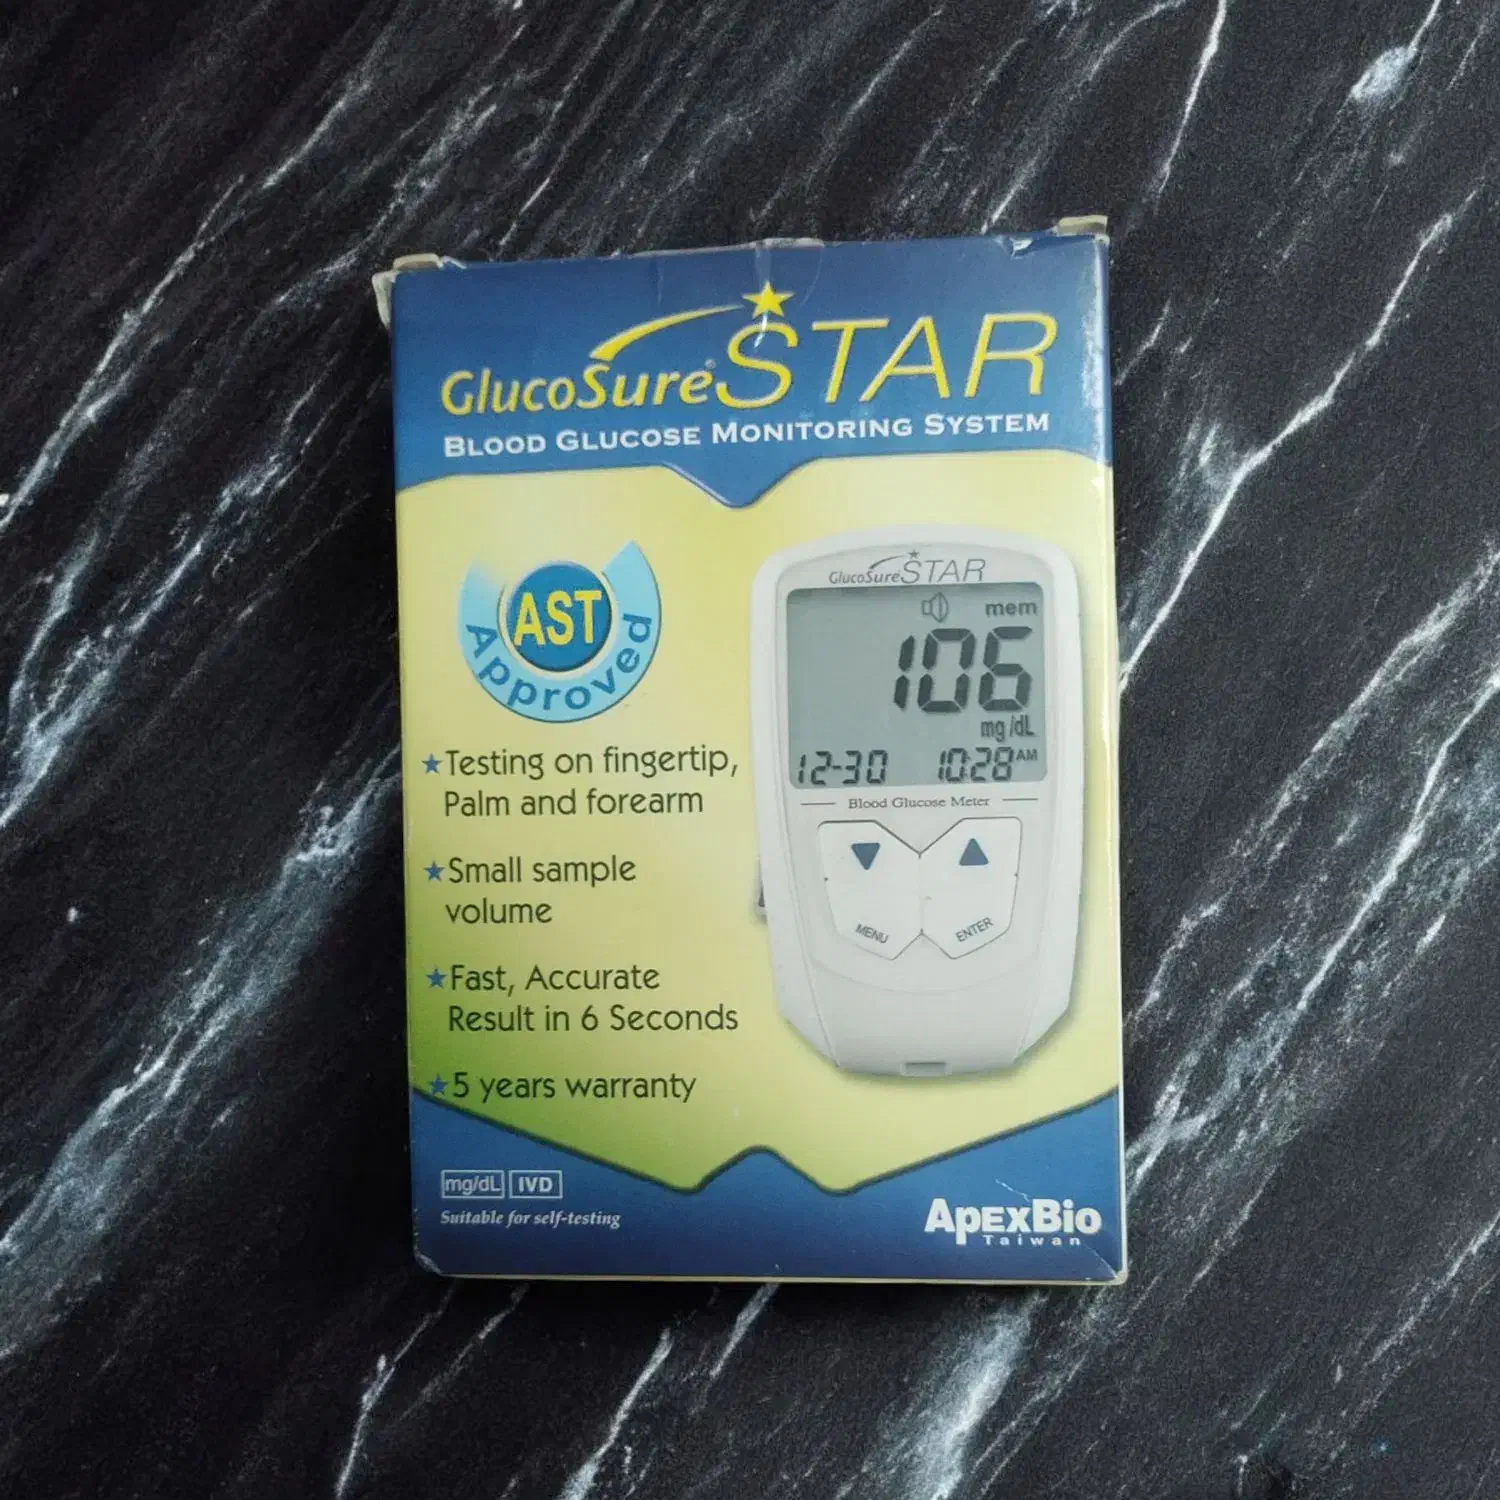 GlucoSure® STAR
BLOOD GLUCOSE MONITORING SYSTEM
AST
Approved
★Testing on fingertip,
Palm and forearm
★Small sample
volume
★Fast, Accurate
Result in 6 Seconds
★5 years warranty
GlucoSure STAR
mem
106
mg/dL
12-30 10:28 AM
Blood Glucose Meter
MENU ENTER
mg/dL IVD
Suitable for self-testing
ApexBio
Taiwan